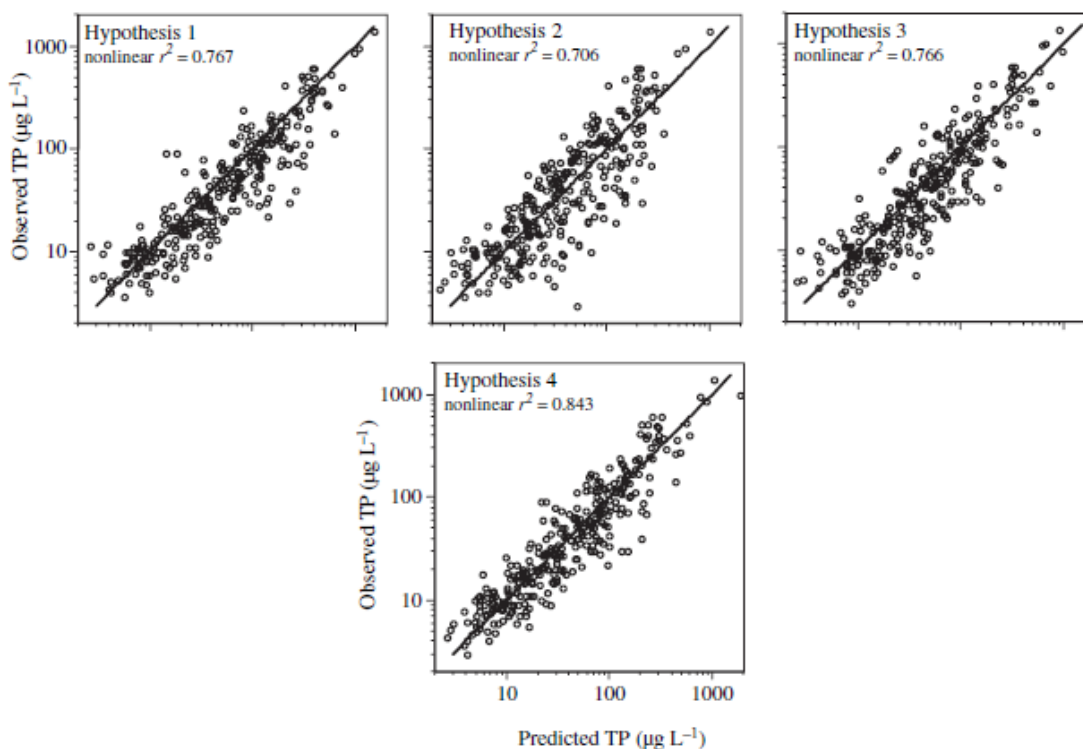 Hypothesis 1
nonlinear r² = 0.767
Hypothesis 2
nonlinear r² = 0.706
Hypothesis 3
nonlinear r² = 0.766
1000
100
10
Observed TP (µg L⁻¹)
Hypothesis 4
nonlinear r² = 0.843
1000
100
10
Observed TP (µg L⁻¹)
10 100 1000
Predicted TP (µg L⁻¹)